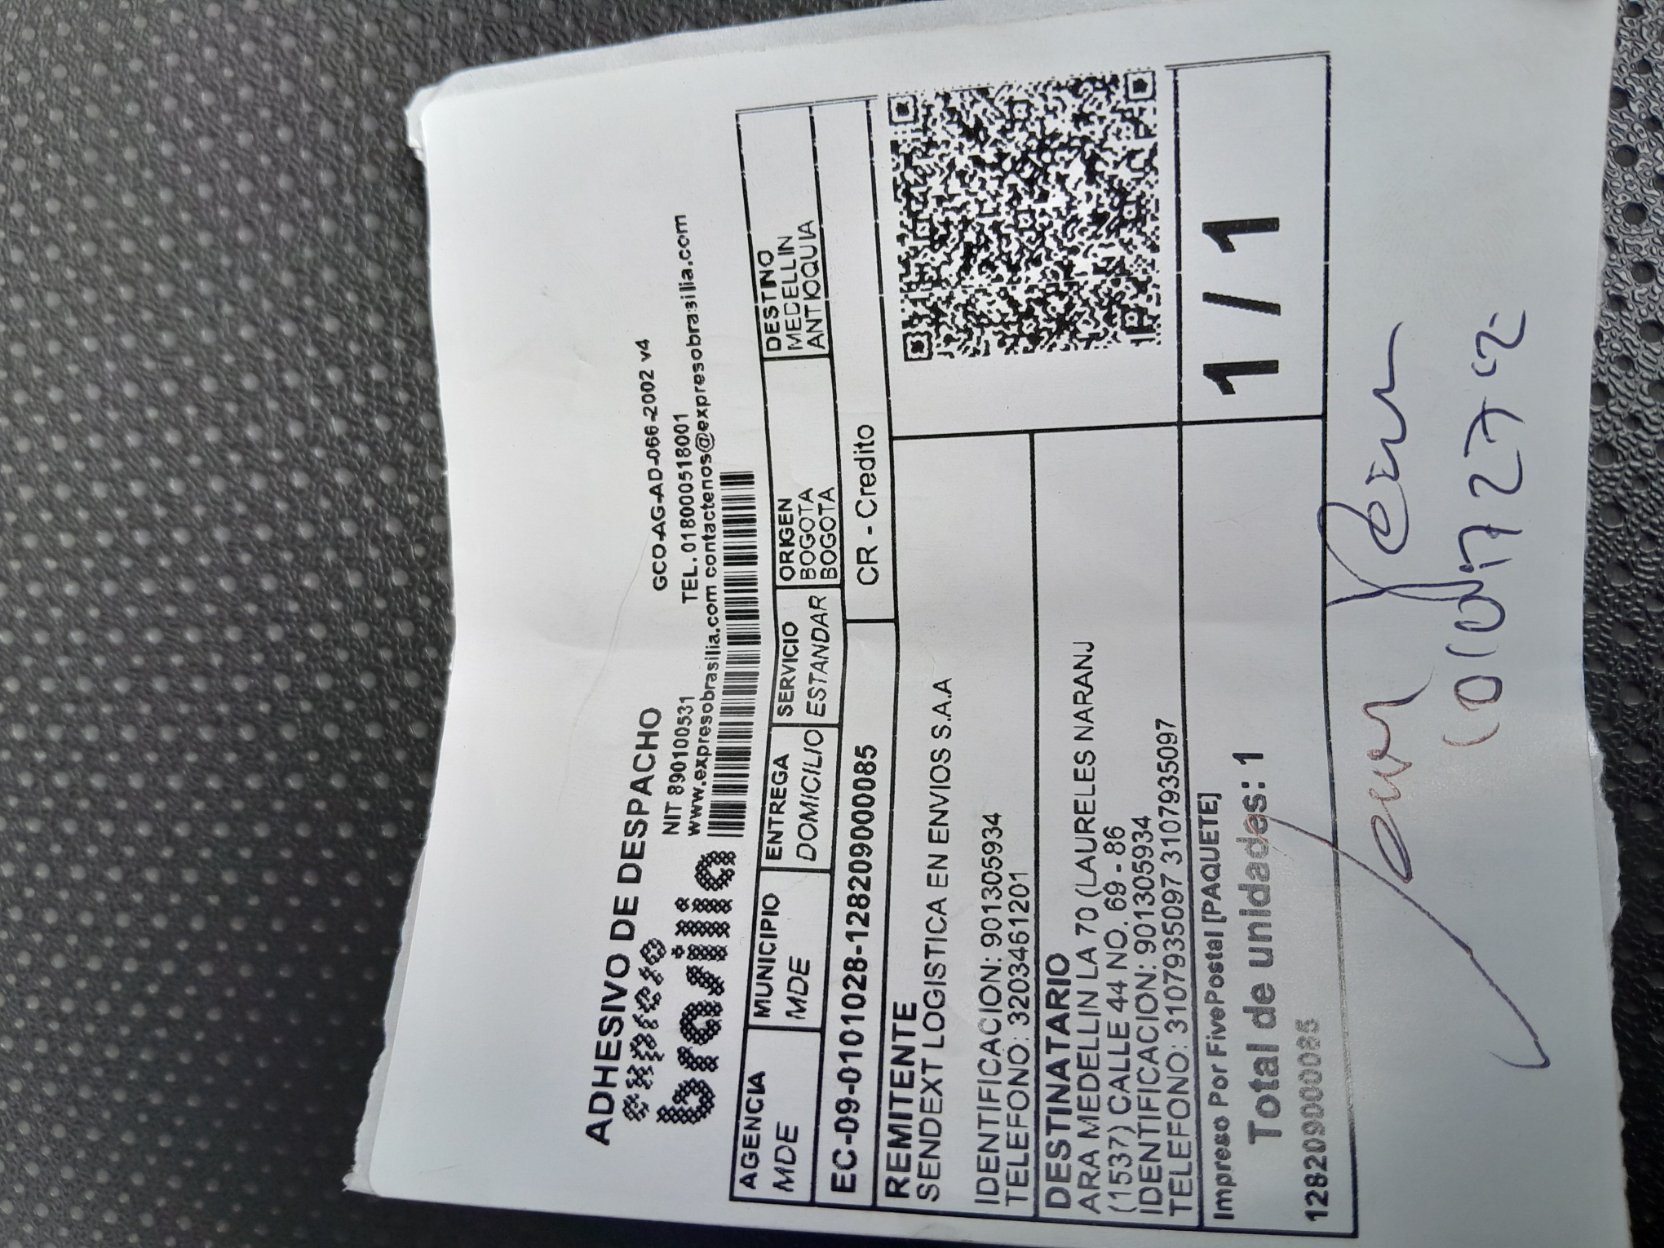 ADHESIVO DE DESPACHO
GCO-AG-AD-066-2002 v4
expreso
brasilia
NIT 890100531
TEL. 018000518001
www.expresobrasilia.com contactenos@expresobrasilia.com
AGENCIA MUNICIPIO ENTREGA SERVICIO ORIGEN DESTINO
MDE MDE DOMICILIO ESTANDAR BOGOTA MEDELLIN
BOGOTA ANTIOQUIA
EC-09-0101028-128209000085 CR - Credito
REMITENTE
SENDEXT LOGISTICA EN ENVIOS S.A.A
IDENTIFICACION: 901305934
TELEFONO: 3203461201
DESTINATARIO
ARA MEDELLIN LA 70 (LAURELES NARANJ
(1537) CALLE 44 NO. 69 - 86
IDENTIFICACION: 901305934
TELEFONO: 3107935097 3107935097
Impreso Por FivePostal [PAQUETE]
Total de unidades: 1
1 / 1
128209000085